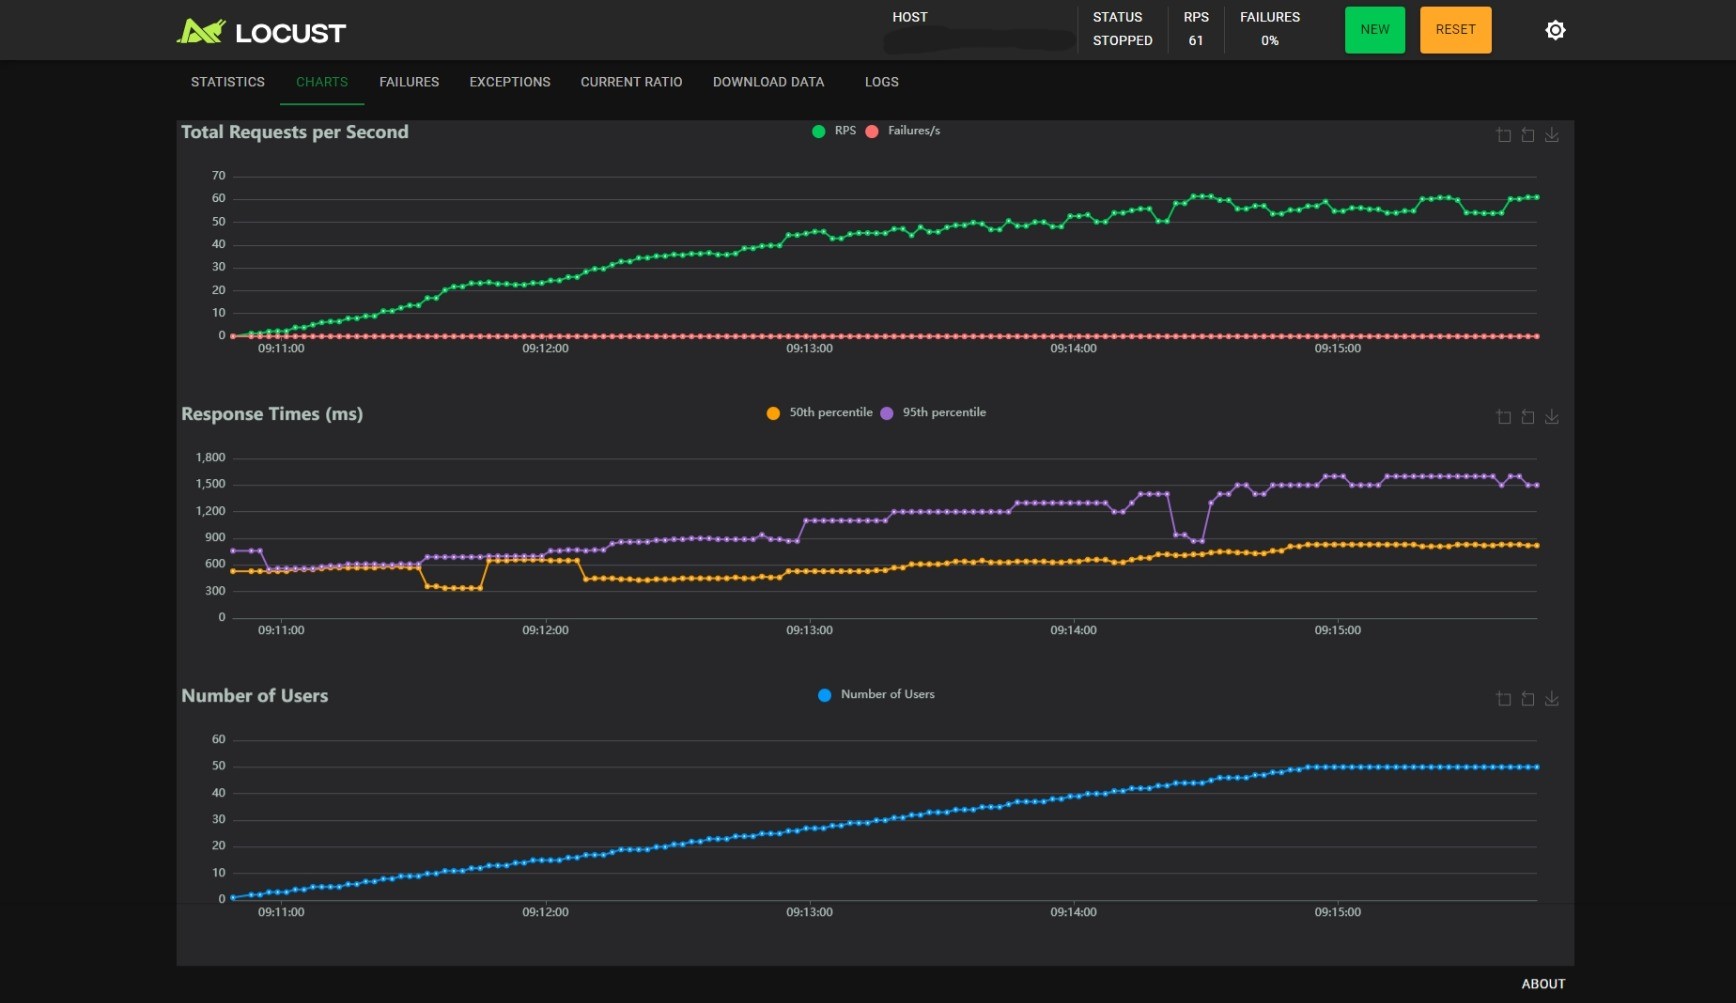 LOCUST
HOST
STATUS
STOPPED
RPS
61
FAILURES
0%
NEW
RESET
STATISTICS CHARTS FAILURES EXCEPTIONS CURRENT RATIO DOWNLOAD DATA LOGS
Total Requests per Second
RPS Failures/s
70
60
50
40
30
20
10
0
09:11:00 09:12:00 09:13:00 09:14:00 09:15:00
Response Times (ms)
50th percentile 95th percentile
1,800
1,500
1,200
900
600
300
0
09:11:00 09:12:00 09:13:00 09:14:00 09:15:00
Number of Users
Number of Users
60
50
40
30
20
10
0
09:11:00 09:12:00 09:13:00 09:14:00 09:15:00
ABOUT